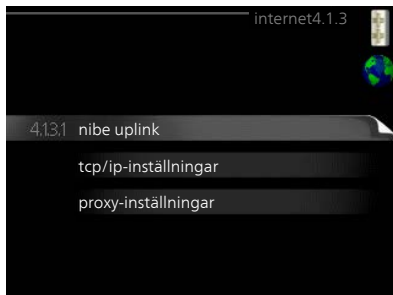 internet4.1.3
4.1.3.1 nibe uplink
tcp/ip-inställningar
proxy-inställningar